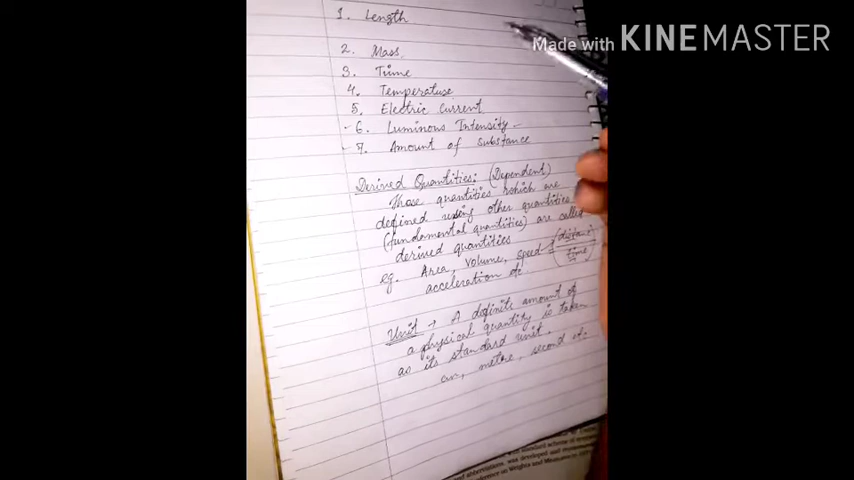 1. Length
Made with KINEMASTER
2. Mass
3. Time
4. Temperature
5. Electric Current
6. Luminous Intensity
7. Amount of substance
Derived Quantities: (Dependent)
Those quantities which are
defined using other quantities
(fundamental quantities) are called
derived quantities
eg. Area, volume, speed
time
acceleration etc.
Unit → A definite amount of
a physical quantity is taken
as its standard unit.
cm, metre, second etc.